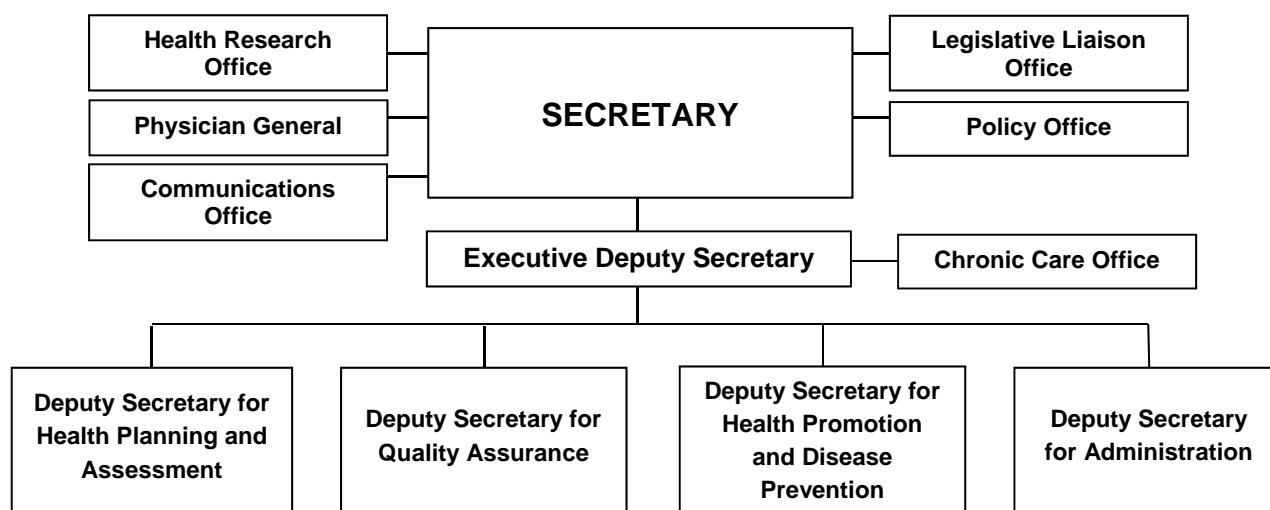 Health Research
Office
Physician General
Communications
Office
SECRETARY
Legislative Liaison
Office
Policy Office
Executive Deputy Secretary
Chronic Care Office
Deputy Secretary for
Health Planning and
Assessment
Deputy Secretary for
Quality Assurance
Deputy Secretary for
Health Promotion
and Disease
Prevention
Deputy Secretary
for Administration